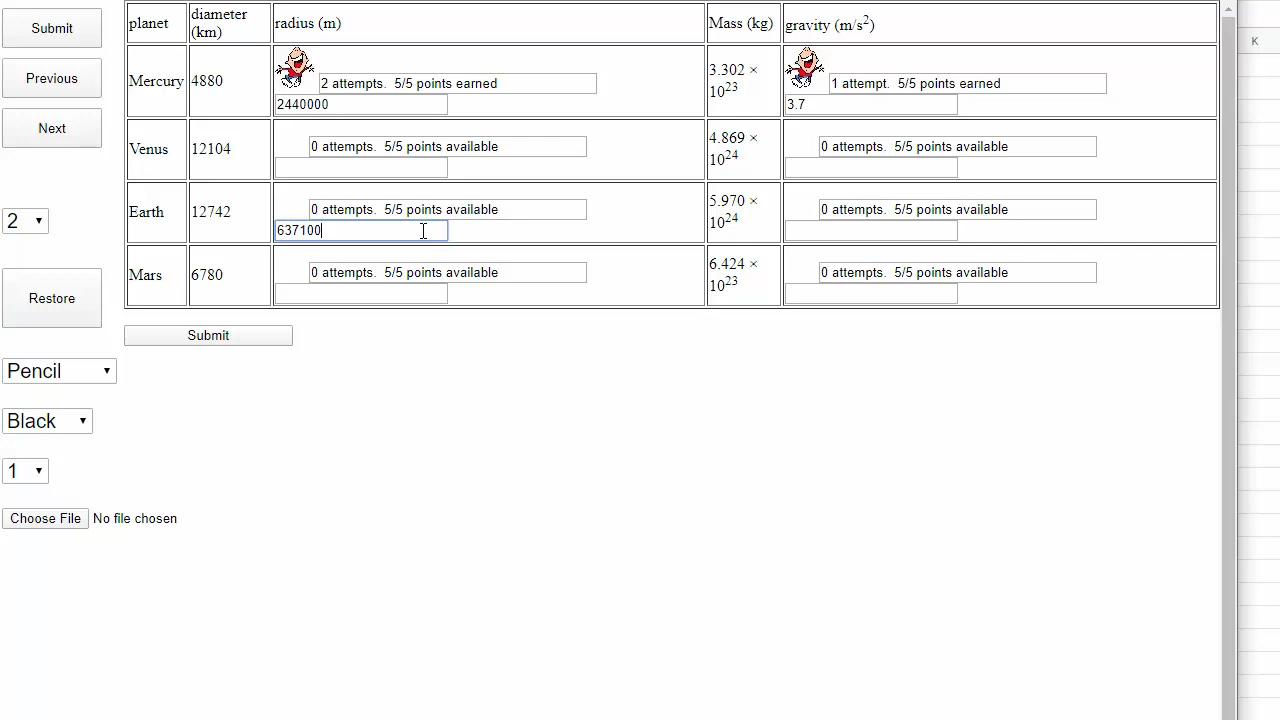 Submit
Previous
Next
2
Restore
Pencil
Black
1
Choose File No file chosen
planet diameter (km) radius (m) Mass (kg) gravity (m/s²)
Mercury 4880 2 attempts. 5/5 points earned 2440000 3.302 × 10²³ 1 attempt. 5/5 points earned 3.7
Venus 12104 0 attempts. 5/5 points available 4.869 × 10²⁴ 0 attempts. 5/5 points available
Earth 12742 0 attempts. 5/5 points available 637100 5.970 × 10²⁴ 0 attempts. 5/5 points available
Mars 6780 0 attempts. 5/5 points available 6.424 × 10²³ 0 attempts. 5/5 points available
Submit
K